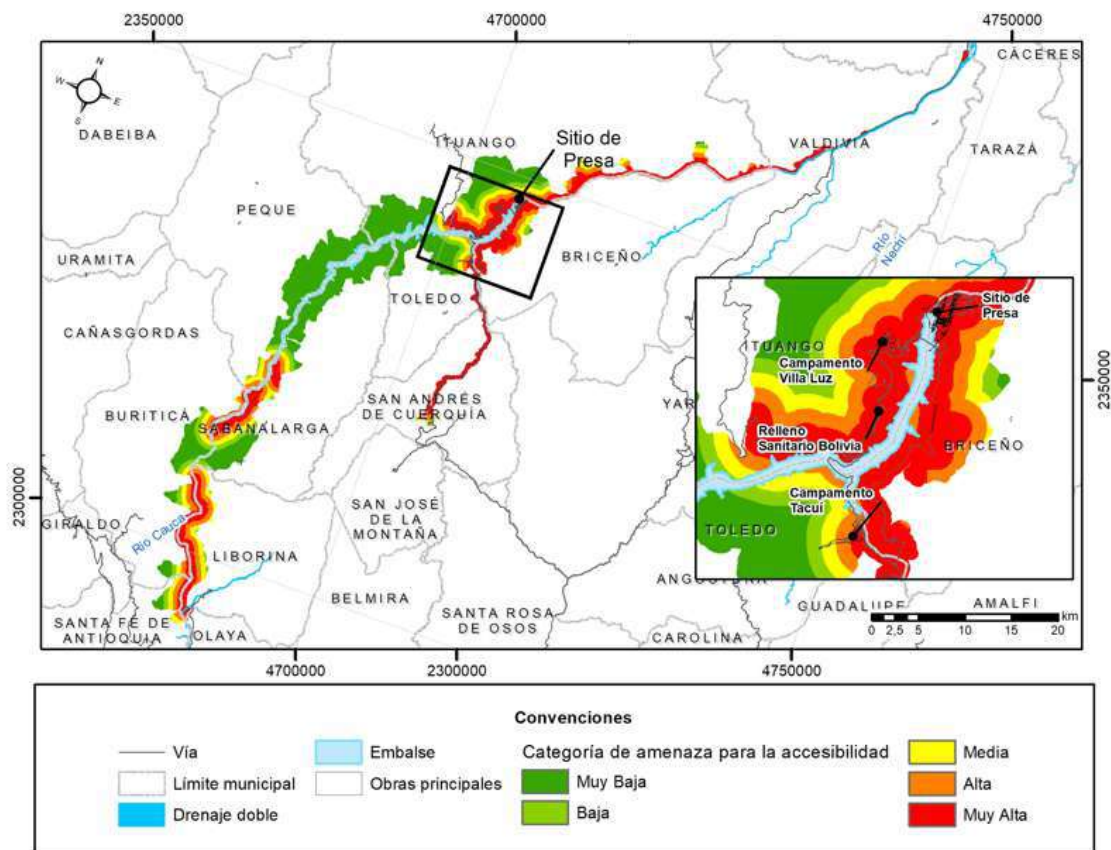 2350000
4700000
4750000
CÁCERES
N
W
E
S
DABEIBA
ITUANGO
Sitio de
Presa
VALDIVIA
TARAZÁ
PEQUE
URAMITA
BRICEÑO
Río
Nechí
TOLEDO
CAÑASGORDAS
SAN ANDRÉS
DE CUERQUÍA
YAR
BURITICÁ
SABANALARGA
2350000
2300000
GIRALDO
Río Cauca
SAN JOSÉ
DE LA
MONTAÑA
LIBORINA
BELMIRA
SANTA FÉ DE
ANTIOQUIA
OLAYA
SANTA ROSA
DE OSOS
CAROLINA
GUADALUPE
AMALFI
Sitio de
Presa
ITUANGO
Campamento
Villa Luz
Relleno
Sanitario Bolivia
BRICEÑO
Campamento
Tacuí
TOLEDO
0 2,5 5 10 15 20
km
4700000
2300000
4750000
Convenciones
Vía
Límite municipal
Drenaje doble
Embalse
Obras principales
Categoría de amenaza para la accesibilidad
Muy Baja
Baja
Media
Alta
Muy Alta